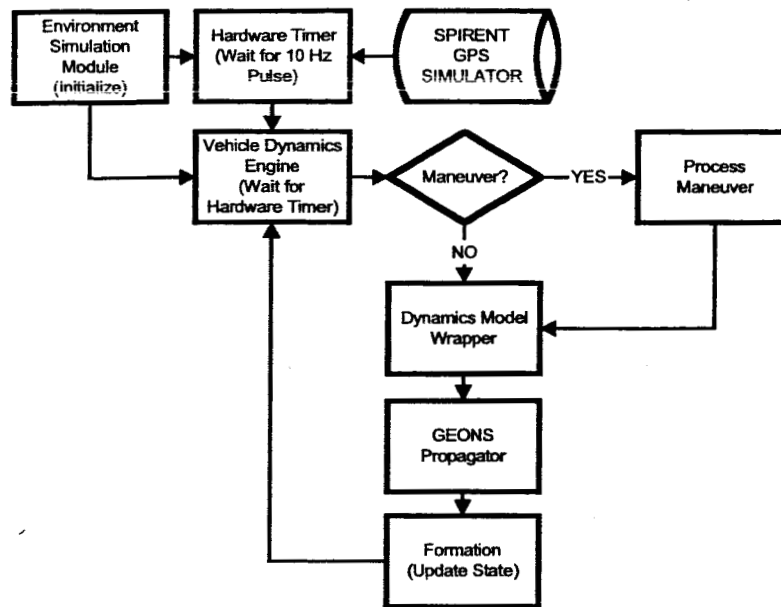 Environment
Simulation
Module
(Initialize)
Hardware Timer
(Wait for 10 Hz
Pulse)
SPIRENT
GPS
SIMULATOR
Vehicle Dynamics
Engine
(Wait for
Hardware Timer)
Maneuver?
YES
Process
Maneuver
NO
Dynamics Model
Wrapper
GEONS
Propagator
Formation
(Update State)